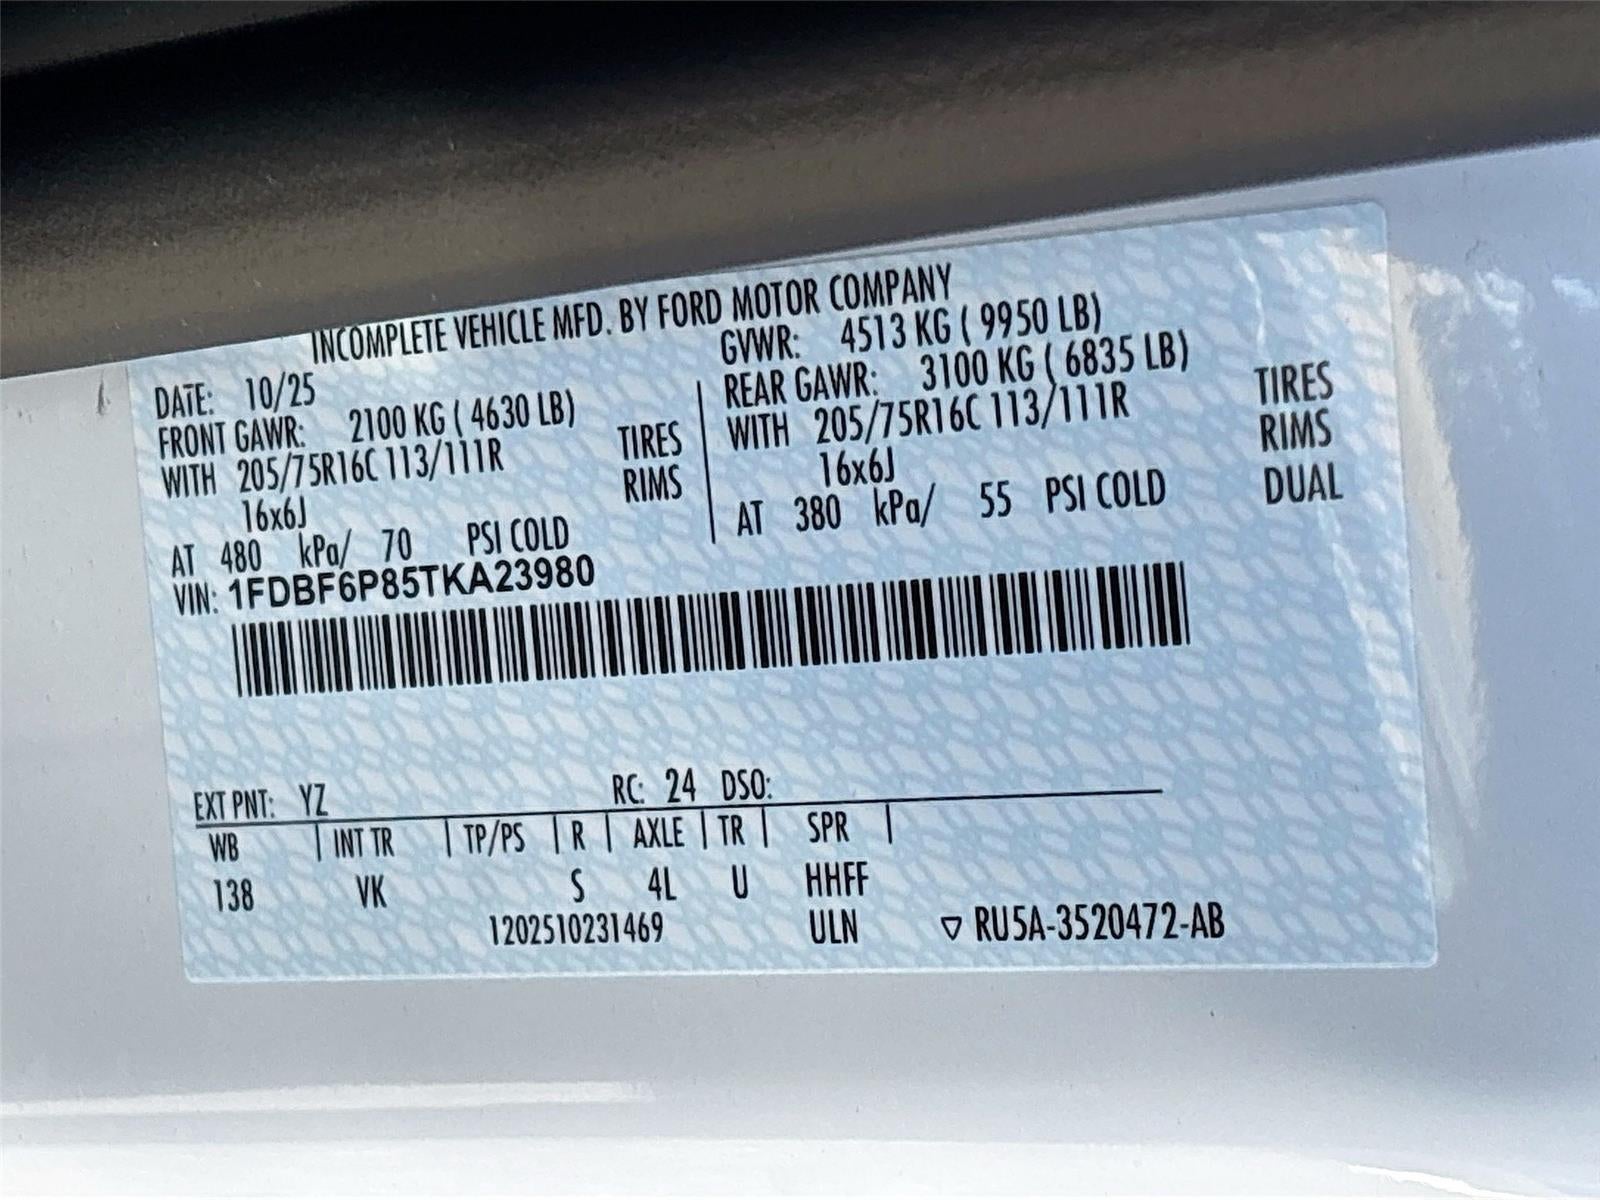 INCOMPLETE VEHICLE MFD. BY FORD MOTOR COMPANY
DATE: 10/25
GVWR: 4513 KG ( 9950 LB)
FRONT GAWR: 2100 KG ( 4630 LB)
REAR GAWR: 3100 KG ( 6835 LB)
WITH 205/75R16C 113/111R TIRES
WITH 205/75R16C 113/111R TIRES
16x6J RIMS
16x6J RIMS
AT 480 kPa/ 70 PSI COLD
AT 380 kPa/ 55 PSI COLD DUAL
VIN: 1FDBF6P85TKA23980
EXT PNT: YZ RC: 24 DSO:
WB INT TR TP/PS R AXLE TR SPR
138 VK S 4L U HHFF
1202510231469 ULN ▽ RU5A-3520472-AB